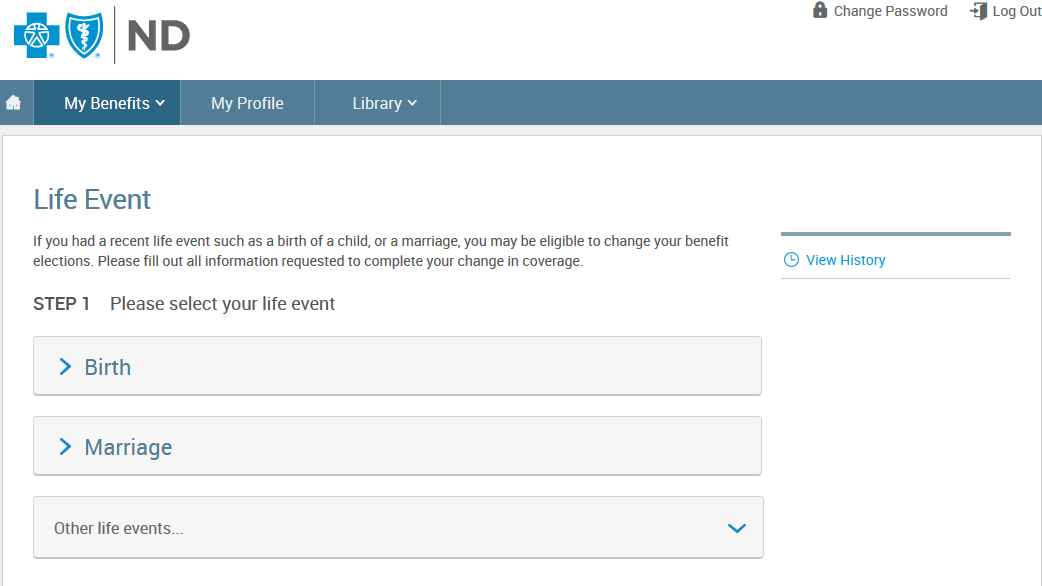 Change Password
Log Out
ND
My Benefits
My Profile
Library
Life Event
If you had a recent life event such as a birth of a child, or a marriage, you may be eligible to change your benefit
elections. Please fill out all information requested to complete your change in coverage.
View History
STEP 1 Please select your life event
Birth
Marriage
Other life events...